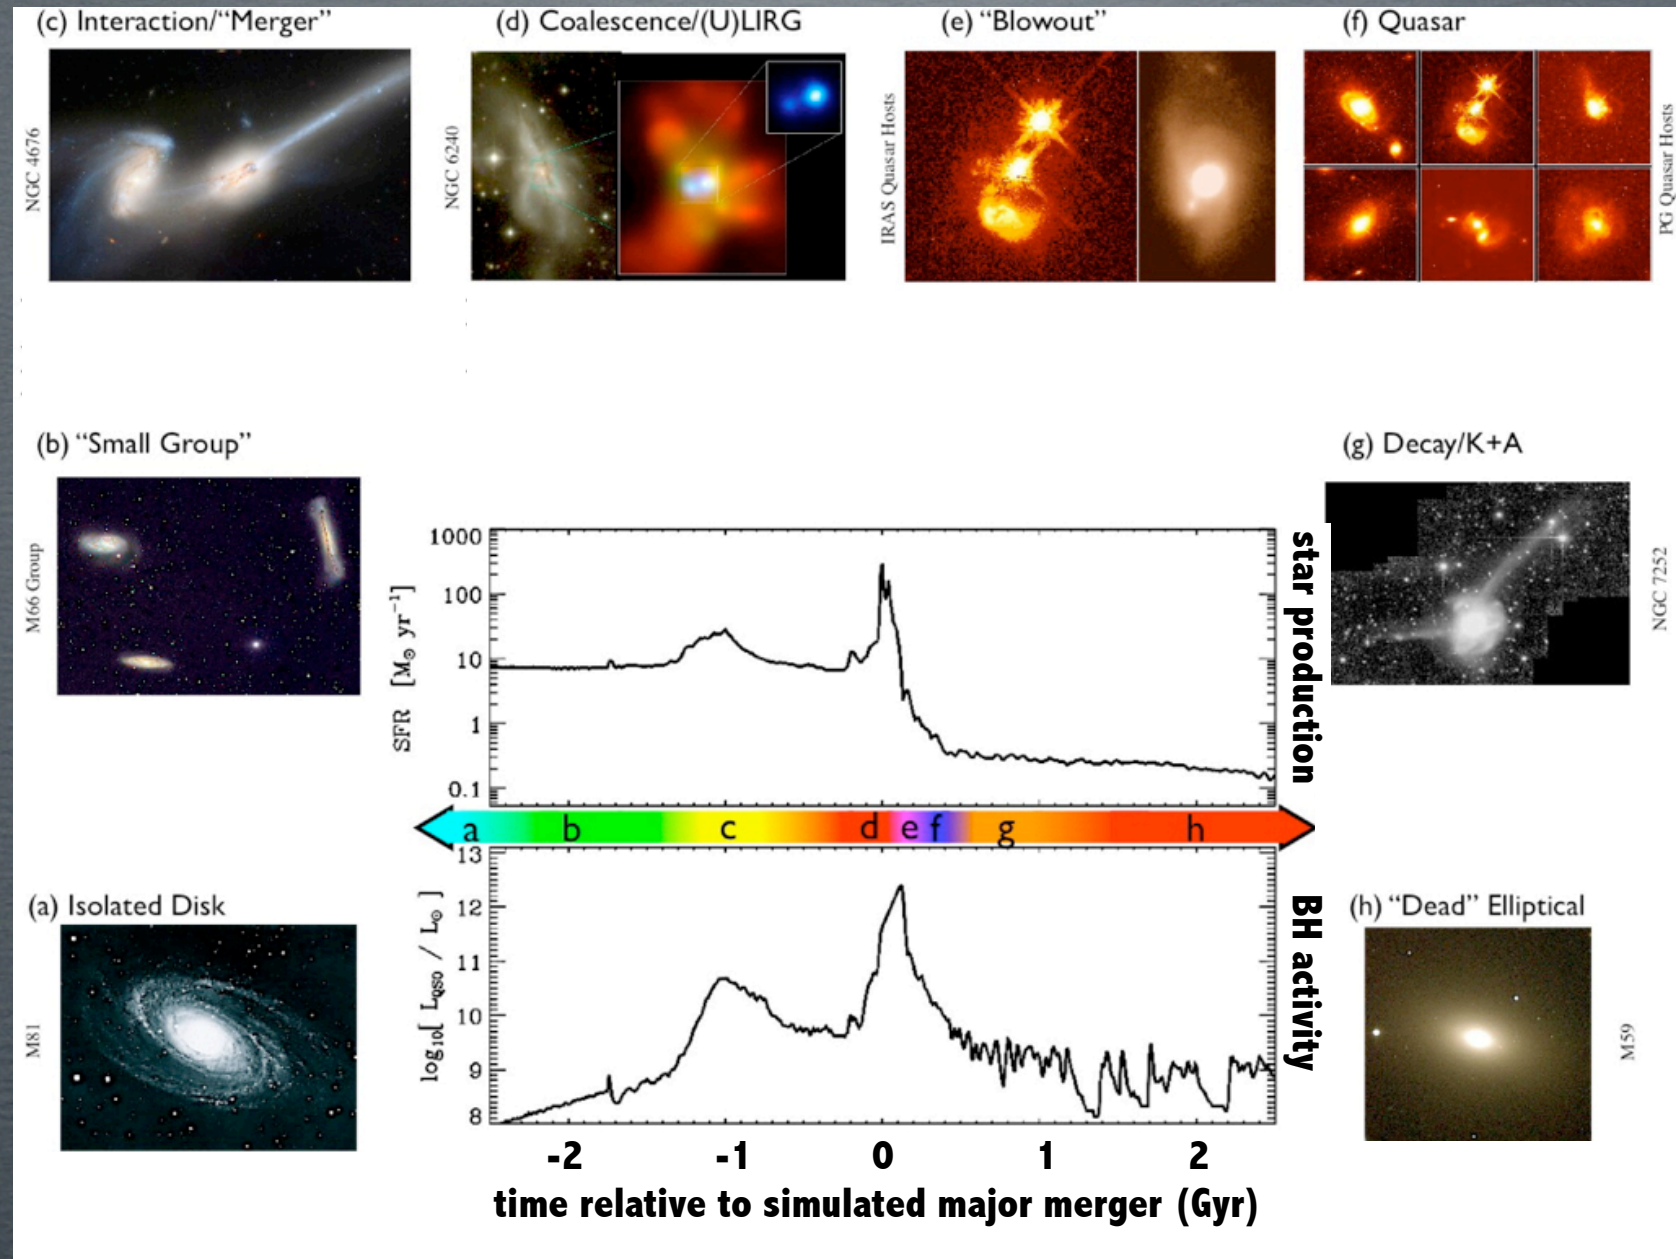 (c) Interaction/“Merger”
NGC 4676
(d) Coalescence/(U)LIRG
NGC 6240
(e) “Blowout”
IRAS Quasar Hosts
(f) Quasar
PG Quasar Hosts
(b) “Small Group”
M66 Group
(g) Decay/K+A
NGC 7252
1000
100
10
1
0.1
SFR [M⊙ yr⁻¹]
star production
a b c d e f g h
13
12
11
10
9
8
log₁₀[ L_QSO / L⊙ ]
BH activity
(a) Isolated Disk
M81
(h) “Dead” Elliptical
M59
-2 -1 0 1 2
time relative to simulated major merger (Gyr)